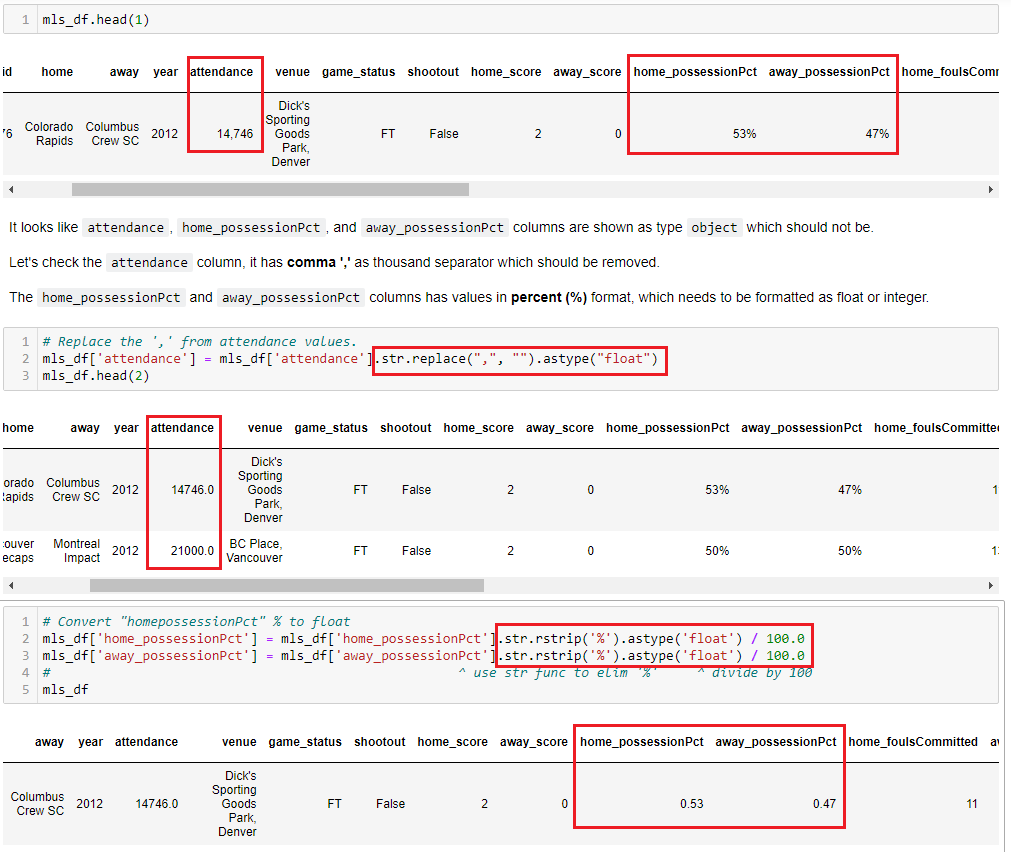 1 mls_df.head(1)
id home away year attendance venue game_status shootout home_score away_score home_possessionPct away_possessionPct home_foulsComm
76 Colorado Rapids Columbus Crew SC 2012 14,746 Dick's Sporting Goods Park, Denver FT False 2 0 53% 47%
It looks like attendance , home_possessionPct , and away_possessionPct columns are shown as type object which should not be.
Let's check the attendance column, it has comma ',' as thousand separator which should be removed.
The home_possessionPct and away_possessionPct columns has values in percent (%) format, which needs to be formatted as float or integer.
1 # Replace the ',' from attendance values.
2 mls_df['attendance'] = mls_df['attendance'].str.replace(",", "").astype("float")
3 mls_df.head(2)
home away year attendance venue game_status shootout home_score away_score home_possessionPct away_possessionPct home_foulsCommitted
orado Rapids Columbus Crew SC 2012 14746.0 Dick's Sporting Goods Park, Denver FT False 2 0 53% 47% 1
couver ecaps Montreal Impact 2012 21000.0 BC Place, Vancouver FT False 2 0 50% 50% 1
1 # Convert "homepossessionPct" % to float
2 mls_df['home_possessionPct'] = mls_df['home_possessionPct'].str.rstrip('%').astype('float') / 100.0
3 mls_df['away_possessionPct'] = mls_df['away_possessionPct'].str.rstrip('%').astype('float') / 100.0
4 # ^ use str func to elim '%' ^ divide by 100
5 mls_df
away year attendance venue game_status shootout home_score away_score home_possessionPct away_possessionPct home_foulsCommitted
Columbus Crew SC 2012 14746.0 Dick's Sporting Goods Park, Denver FT False 2 0 0.53 0.47 11